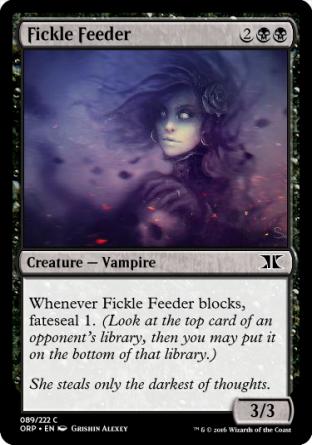 Fickle Feeder 2
Creature — Vampire
Whenever Fickle Feeder blocks,
fateseal 1. (Look at the top card of an
opponent's library, then you may put it
on the bottom of that library.)
She steals only the darkest of thoughts.
3/3
089/222 C
ORP • EN Grishin Alexey
™ & © 2016 Wizards of the Coast